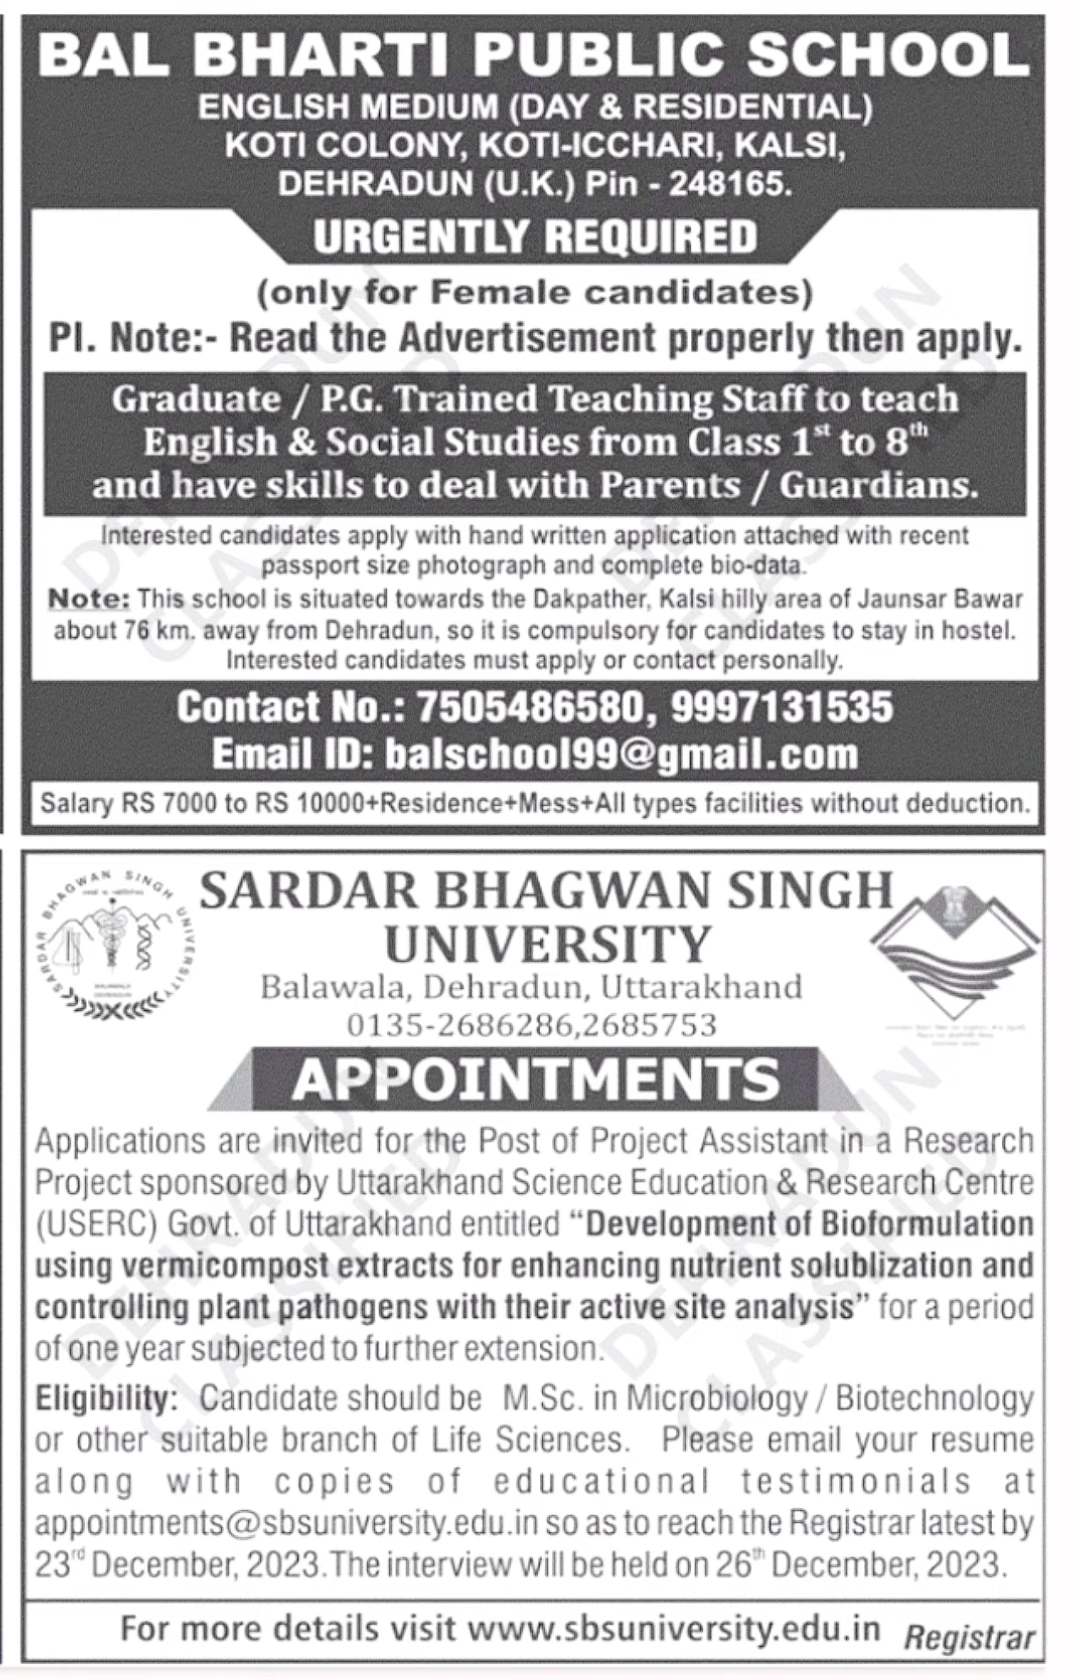 BAL BHARTI PUBLIC SCHOOL
ENGLISH MEDIUM (DAY & RESIDENTIAL)
KOTI COLONY, KOTI-ICCHARI, KALSI,
DEHRADUN (U.K.) Pin - 248165.
URGENTLY REQUIRED
(only for Female candidates)
Pl. Note:- Read the Advertisement properly then apply.
Graduate / P.G. Trained Teaching Staff to teach
English & Social Studies from Class 1st to 8th
and have skills to deal with Parents / Guardians.
Interested candidates apply with hand written application attached with recent
passport size photograph and complete bio-data.
Note: This school is situated towards the Dakpather, Kalsi hilly area of Jaunsar Bawar
about 76 km. away from Dehradun, so it is compulsory for candidates to stay in hostel.
Interested candidates must apply or contact personally.
Contact No.: 7505486580, 9997131535
Email ID: balschool99@gmail.com
Salary RS 7000 to RS 10000+Residence+Mess+All types facilities without deduction.
DEHRADUN CLASSIFIED
DEHRADUN CLASSIFIED
SARDAR BHAGWAN SINGH UNIVERSITY
SARDAR BHAGWAN SINGH
UNIVERSITY
Balawala, Dehradun, Uttarakhand
0135-2686286,2685753
APPOINTMENTS
Applications are invited for the Post of Project Assistant in a Research
Project sponsored by Uttarakhand Science Education & Research Centre
(USERC) Govt. of Uttarakhand entitled “Development of Bioformulation
using vermicompost extracts for enhancing nutrient solublization and
controlling plant pathogens with their active site analysis” for a period
of one year subjected to further extension.
Eligibility: Candidate should be M.Sc. in Microbiology / Biotechnology
or other suitable branch of Life Sciences. Please email your resume
along with copies of educational testimonials at
appointments@sbsuniversity.edu.in so as to reach the Registrar latest by
23rd December, 2023. The interview will be held on 26th December, 2023.
For more details visit www.sbsuniversity.edu.in Registrar
DEHRADUN CLASSIFIED
DEHRADUN CLASSIFIED